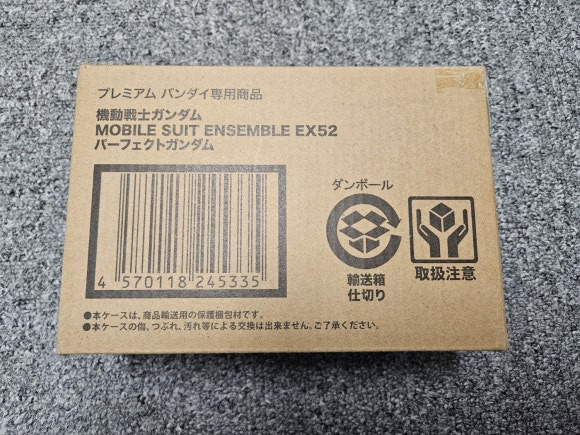 プレミアム バンダイ専用商品
機動戦士ガンダム
MOBILE SUIT ENSEMBLE EX52
パーフェクトガンダム
4 570118 245335
ダンボール
輸送箱
仕切り
取扱注意
●本ケースは、商品輸送用の保護梱包材です。
●本ケースの傷、つぶれ、汚れ等による交換は出来ません。ご了承ください。